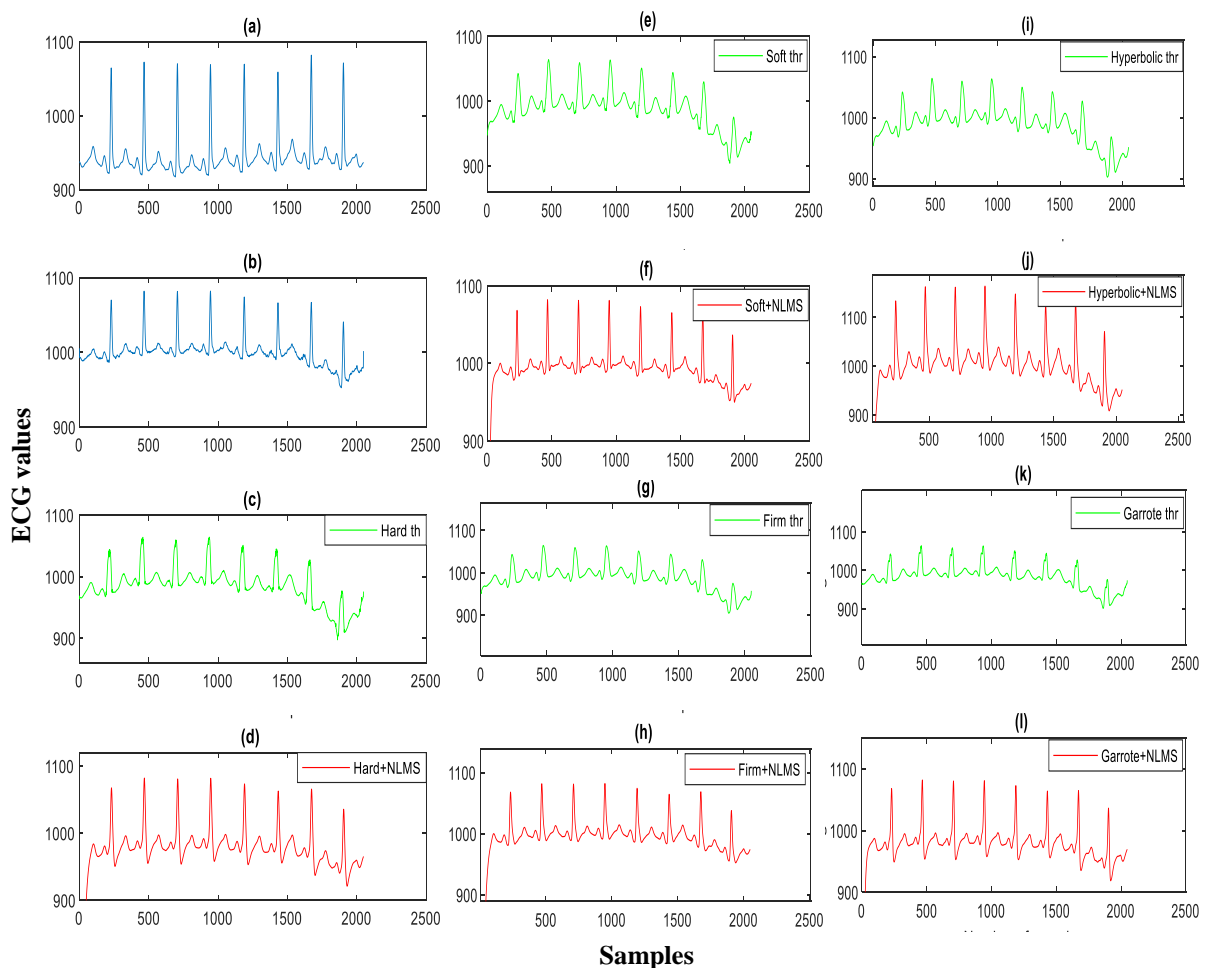 (a)
1100
1000
900
0 500 1000 1500 2000 2500
(b)
1100
1000
900
0 500 1000 1500 2000 2500
(c)
Hard th
1100
1000
900
0 500 1000 1500 2000 2500
(d)
Hard+NLMS
1100
1000
900
0 500 1000 1500 2000 2500
(e)
Soft thr
1100
1000
900
0 500 1000 1500 2000 2500
(f)
Soft+NLMS
1100
1000
900
0 500 1000 1500 2000 2500
(g)
Firm thr
1100
1000
900
0 500 1000 1500 2000 2500
(h)
Firm+NLMS
1100
1000
900
500 1000 1500 2000 2500
(i)
Hyperbolic thr
1100
1000
900
0 500 1000 1500 2000 2500
(j)
Hyperbolic+NLMS
1100
1000
900
500 1000 1500 2000 2500
(k)
Garrote thr
1100
1000
900
0 500 1000 1500 2000 2500
(l)
Garrote+NLMS
1100
1000
900
0 500 1000 1500 2000 2500
ECG values
Samples